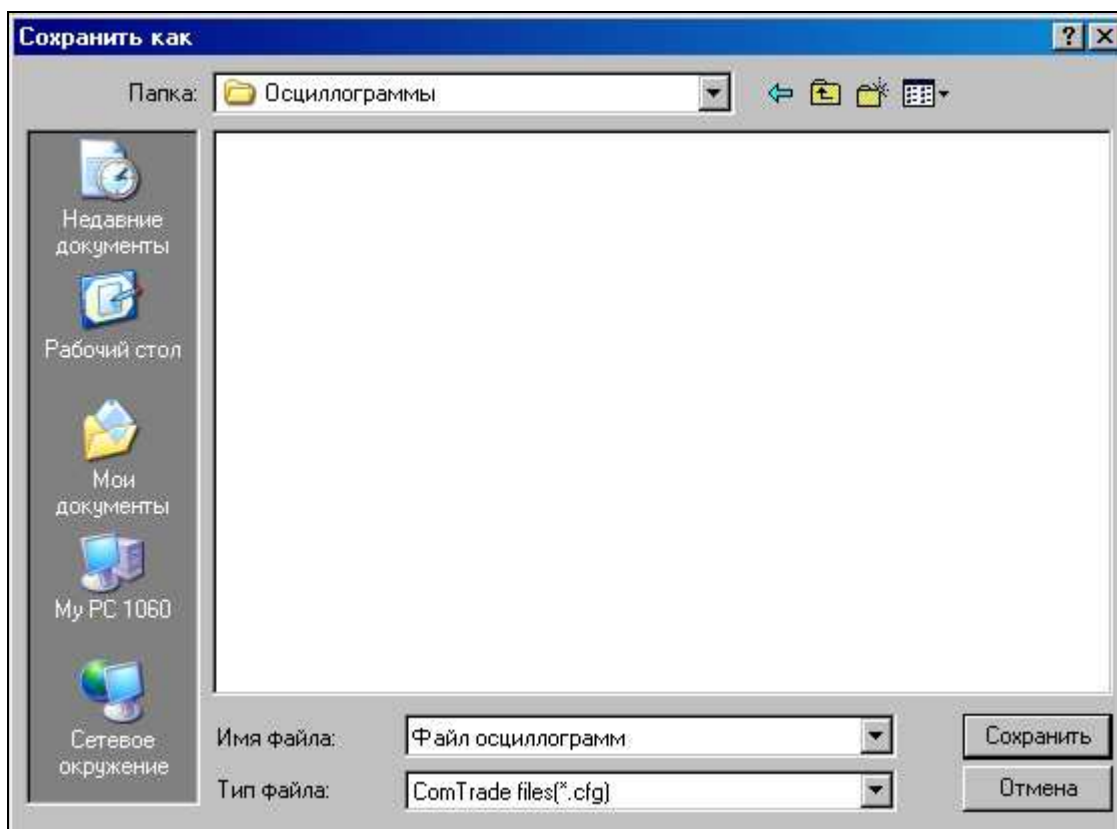 Сохранить как
Папка:
Осциллограммы
Недавние
документы
Рабочий стол
Мои
документы
My PC 1060
Сетевое
окружение
Имя файла:
Файл осциллограмм
Сохранить
Тип файла:
ComTrade files(*.cfg)
Отмена